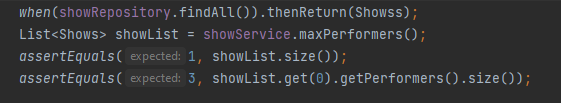 when(showRepository.findAll()).thenReturn(Showss);
List<Shows> showList = showService.maxPerformers();
assertEquals( expected: 1, showList.size());
assertEquals( expected: 3, showList.get(0).getPerformers().size());